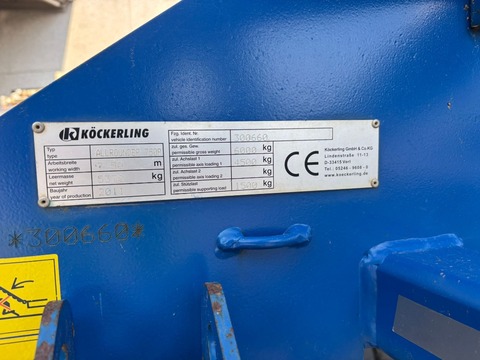 KÖCKERLING
Typ
type
Arbeitsbreite
working width
m
Leermasse
net weight
kg
Baujahr
year of production
2011
Fzg. Ident. Nr.
vehicle identification number
300660
zul. ges. Gew.
permissible gross weight
kg
zul. Achslast 1
permissible axis loading 1
kg
zul. Achslast 2
permissible axis loading 2
kg
zul. Stützlast
permissible supporting load
1500 kg
CE
Köckerling GmbH & Co.KG
Lindenstraße 11-13
D-33415 Verl
www.koeckerling.de
*300660*